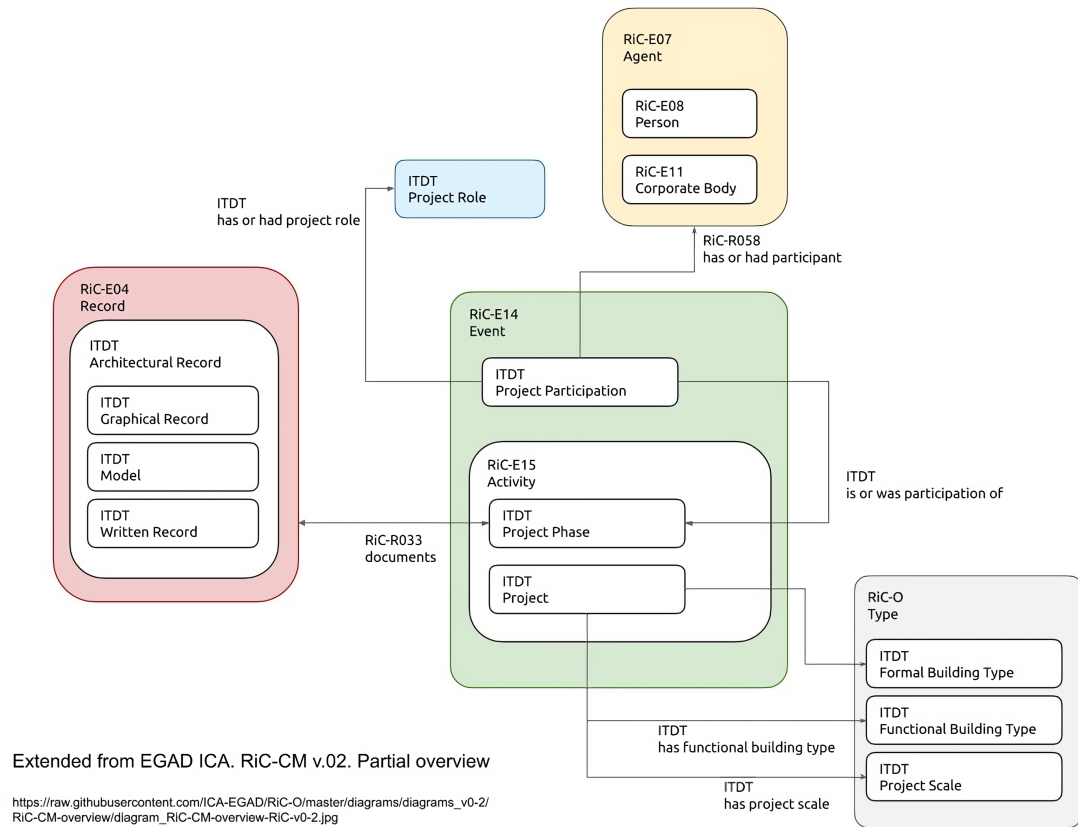 RiC-E07
Agent
RiC-E08
Person
RiC-E11
Corporate Body
ITDT
Project Role
ITDT
has or had project role
RiC-R058
has or had participant
RiC-E04
Record
ITDT
Architectural Record
ITDT
Graphical Record
ITDT
Model
ITDT
Written Record
RiC-E14
Event
ITDT
Project Participation
RiC-E15
Activity
ITDT
Project Phase
ITDT
Project
ITDT
is or was participation of
RiC-R033
documents
RiC-O
Type
ITDT
Formal Building Type
ITDT
Functional Building Type
ITDT
Project Scale
ITDT
has functional building type
ITDT
has project scale
Extended from EGAD ICA. RiC-CM v.02. Partial overview
https://raw.githubusercontent.com/ICA-EGAD/RiC-O/master/diagrams/diagrams_v0-2/
RiC-CM-overview/diagram_RiC-CM-overview-RiC-v0-2.jpg